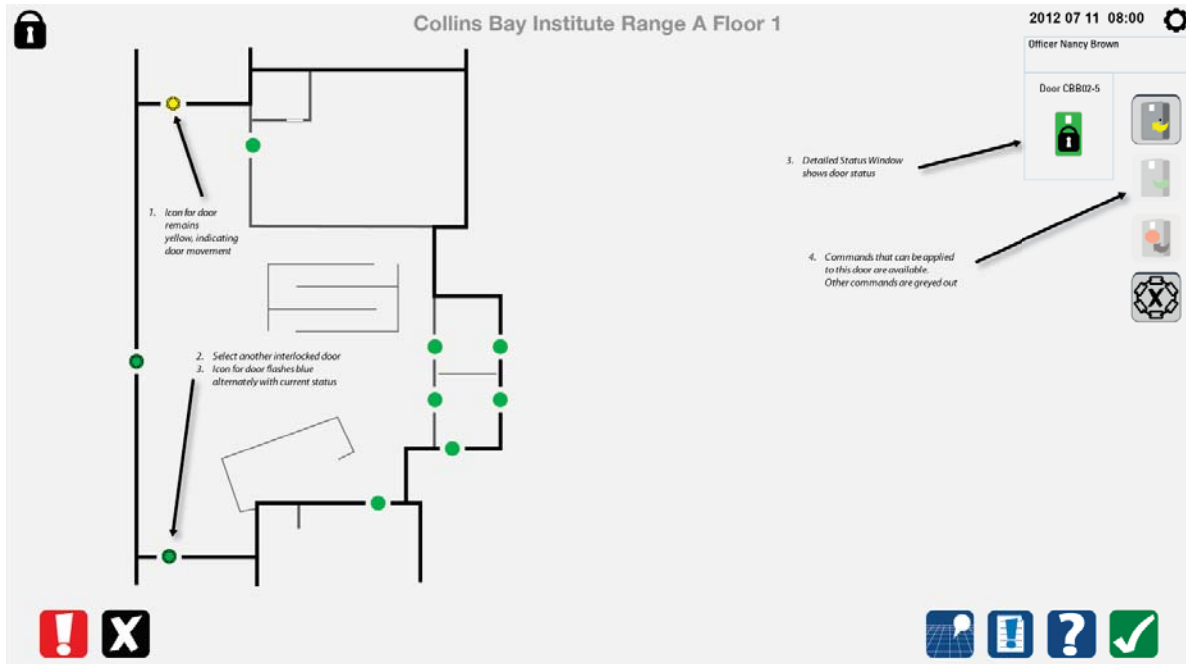 Collins Bay Institute Range A Floor 1
2012 07 11 08:00
Officer Nancy Brown
Door CBB02-5
3. Detailed Status Window
shows door status
1. Icon for door
remains
yellow, indicating
door movement
4. Commands that can be applied
to this door are available.
Other commands are greyed out
2. Select another interlocked door
3. Icon for door flashes blue
alternately with current status
X
!
X
!
?